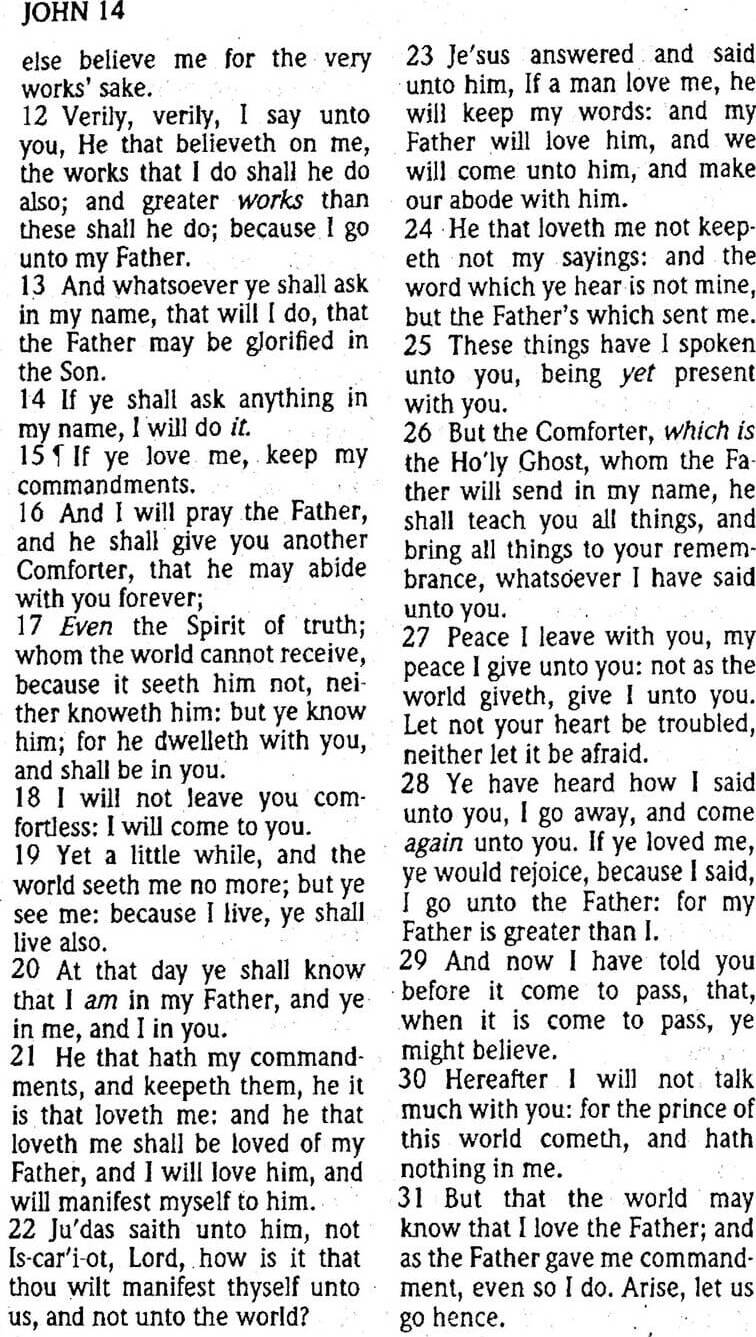 JOHN 14
else believe me for the very
works' sake.
12 Verily, verily, I say unto
you, He that believeth on me,
the works that I do shall he do
also; and greater works than
these shall he do; because I go
unto my Father.
13 And whatsoever ye shall ask
in my name, that will I do, that
the Father may be glorified in
the Son.
14 If ye shall ask anything in
my name, I will do it.
15 ¶ If ye love me, keep my
commandments.
16 And I will pray the Father,
and he shall give you another
Comforter, that he may abide
with you forever;
17 Even the Spirit of truth;
whom the world cannot receive,
because it seeth him not, nei-
ther knoweth him: but ye know
him; for he dwelleth with you,
and shall be in you.
18 I will not leave you com-
fortless: I will come to you.
19 Yet a little while, and the
world seeth me no more; but ye
see me: because I live, ye shall
live also.
20 At that day ye shall know
that I am in my Father, and ye
in me, and I in you.
21 He that hath my command-
ments, and keepeth them, he it
is that loveth me: and he that
loveth me shall be loved of my
Father, and I will love him, and
will manifest myself to him.
22 Ju'das saith unto him, not
Is-car'i-ot, Lord, how is it that
thou wilt manifest thyself unto
us, and not unto the world?
23 Je'sus answered and said
unto him, If a man love me, he
will keep my words: and my
Father will love him, and we
will come unto him, and make
our abode with him.
24 He that loveth me not keep-
eth not my sayings: and the
word which ye hear is not mine,
but the Father's which sent me.
25 These things have I spoken
unto you, being yet present
with you.
26 But the Comforter, which is
the Ho'ly Ghost, whom the Fa-
ther will send in my name, he
shall teach you all things, and
bring all things to your remem-
brance, whatsoever I have said
unto you.
27 Peace I leave with you, my
peace I give unto you: not as the
world giveth, give I unto you.
Let not your heart be troubled,
neither let it be afraid.
28 Ye have heard how I said
unto you, I go away, and come
again unto you. If ye loved me,
ye would rejoice, because I said,
I go unto the Father: for my
Father is greater than I.
29 And now I have told you
before it come to pass, that,
when it is come to pass, ye
might believe.
30 Hereafter I will not talk
much with you: for the prince of
this world cometh, and hath
nothing in me.
31 But that the world may
know that I love the Father; and
as the Father gave me command-
ment, even so I do. Arise, let us
go hence.